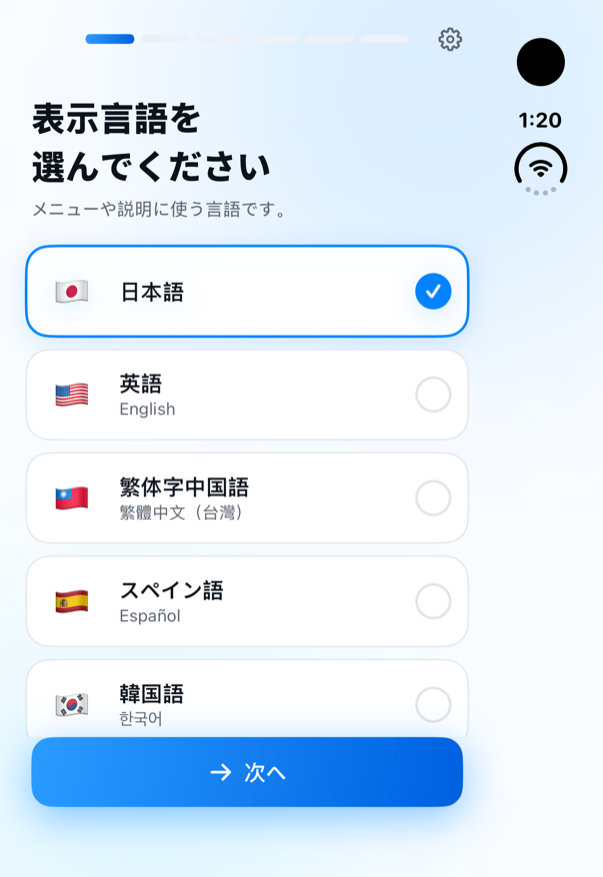 1:20
表示言語を
選んでください
メニューや説明に使う言語です。
日本語
英語
English
繁体字中国語
繁體中文（台灣）
スペイン語
Español
韓国語
한국어
→ 次へ